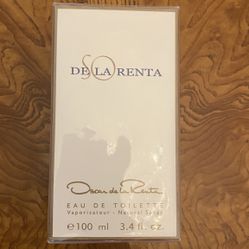 SO
DE LA RENTA
Oscar de la Renta
EAU DE TOILETTE
Vaporisateur - Natural Spray
℮100 ml 3.4 fl. oz.